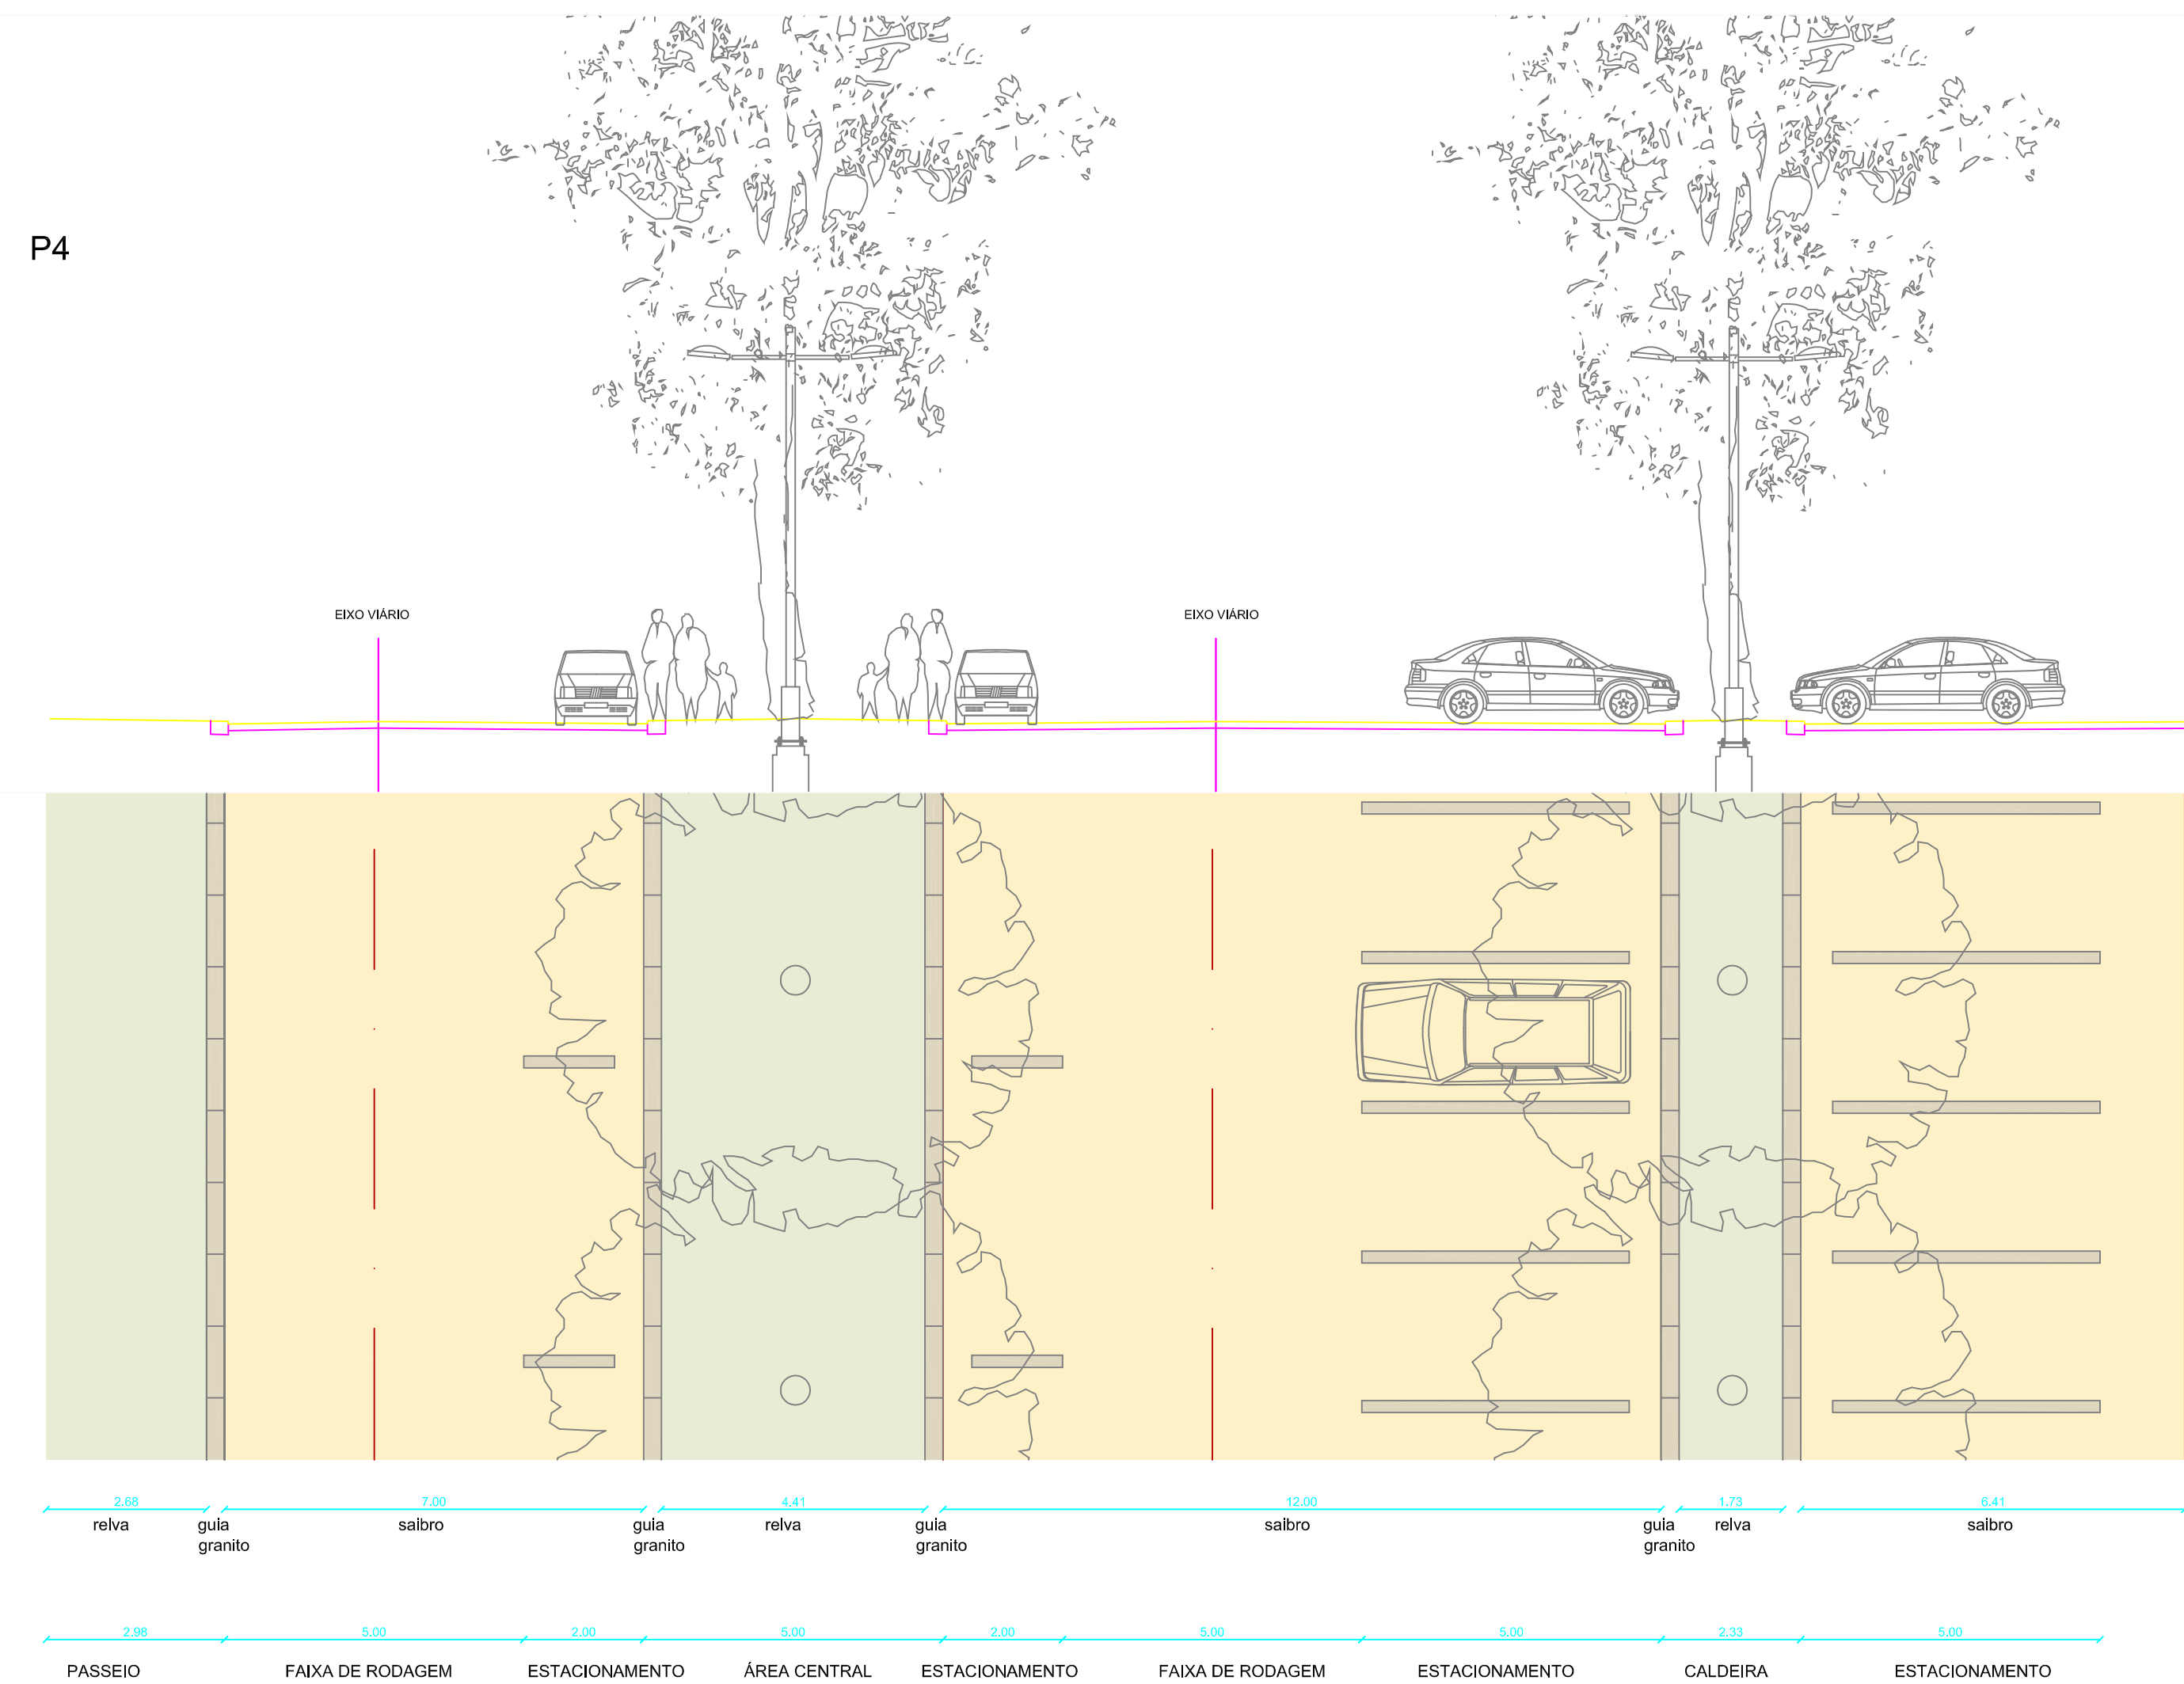 P4
EIXO VIÁRIO
EIXO VIÁRIO
2.68
7.00
4.41
12.00
1.73
6.41
relva
guia
granito
saibro
guia
granito
relva
guia
granito
saibro
guia
granito
relva
saibro
2.98
5.00
2.00
5.00
2.00
5.00
5.00
2.33
5.00
PASSEIO
FAIXA DE RODAGEM
ESTACIONAMENTO
ÁREA CENTRAL
ESTACIONAMENTO
FAIXA DE RODAGEM
ESTACIONAMENTO
CALDEIRA
ESTACIONAMENTO